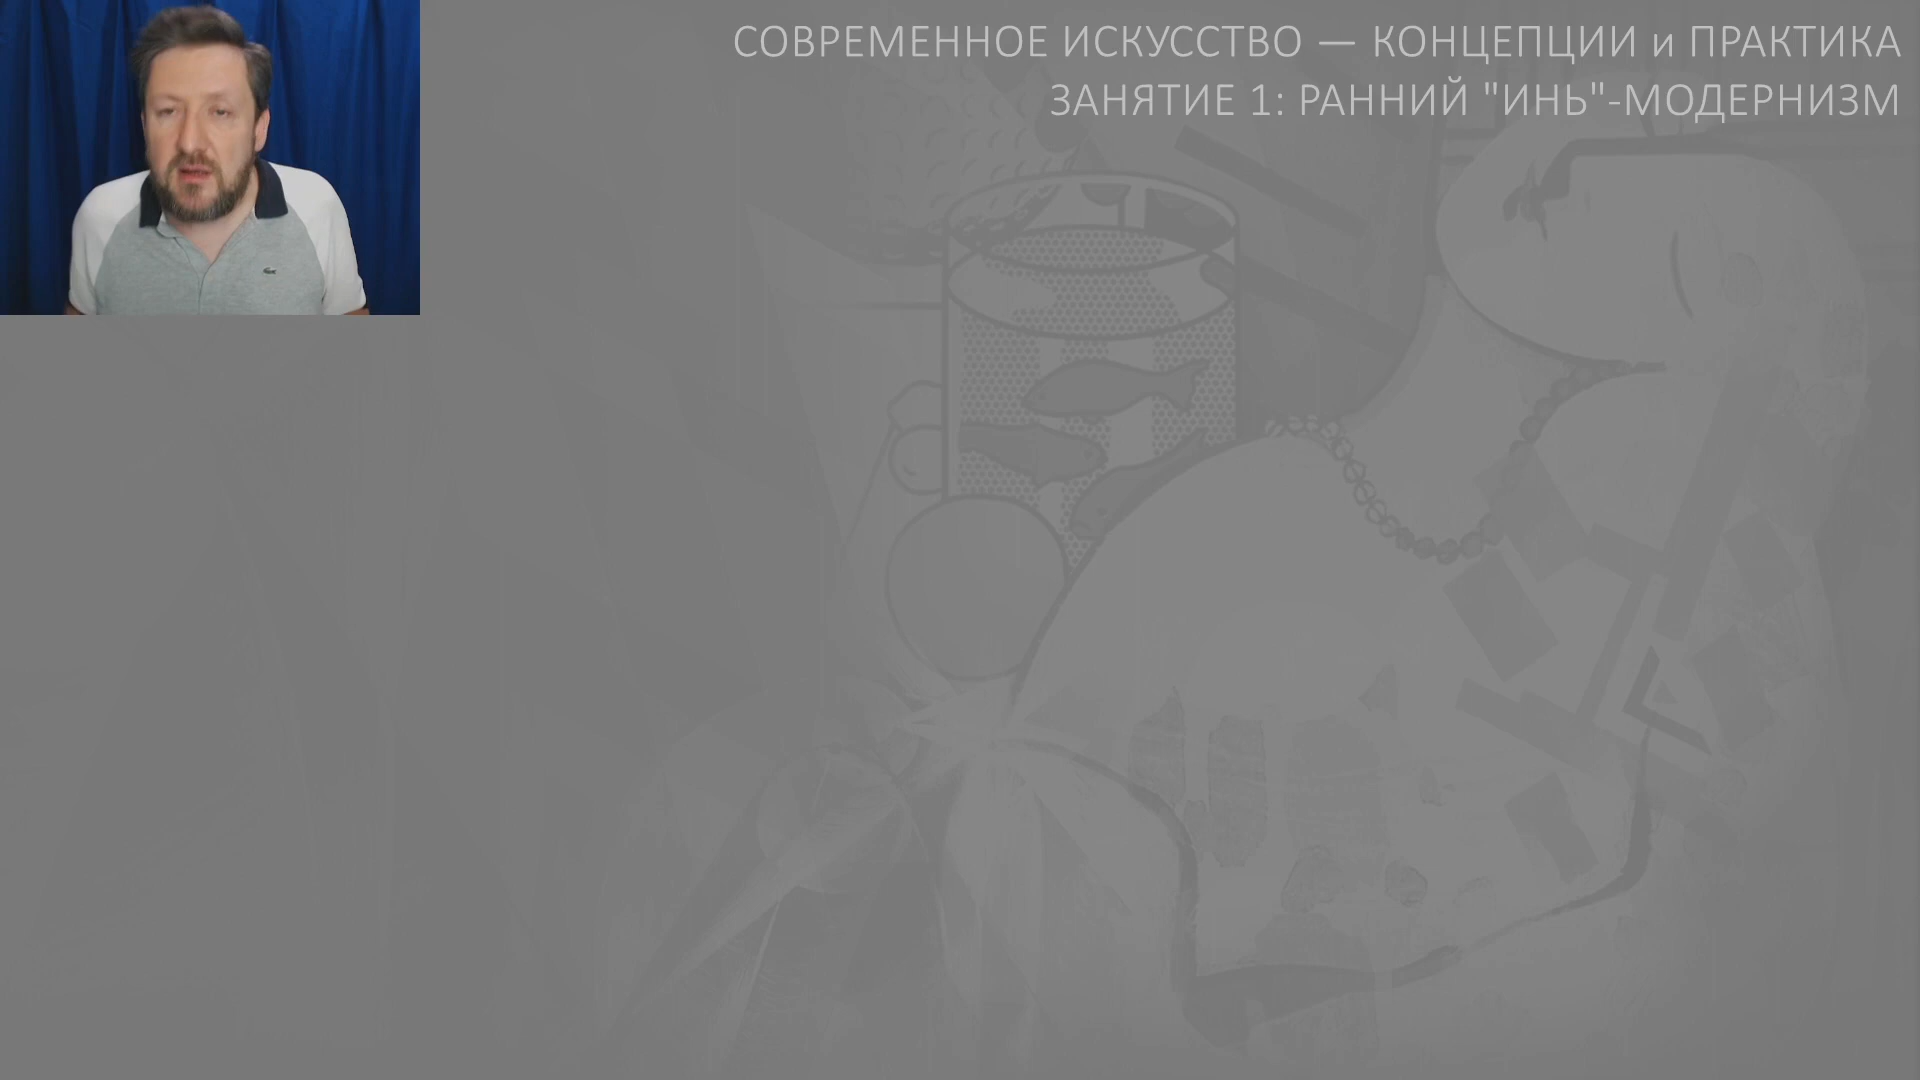 СОВРЕМЕННОЕ ИСКУССТВО — КОНЦЕПЦИИ и ПРАКТИКА
ЗАНЯТИЕ 1: РАННИЙ "ИНЬ"-МОДЕРНИЗМ